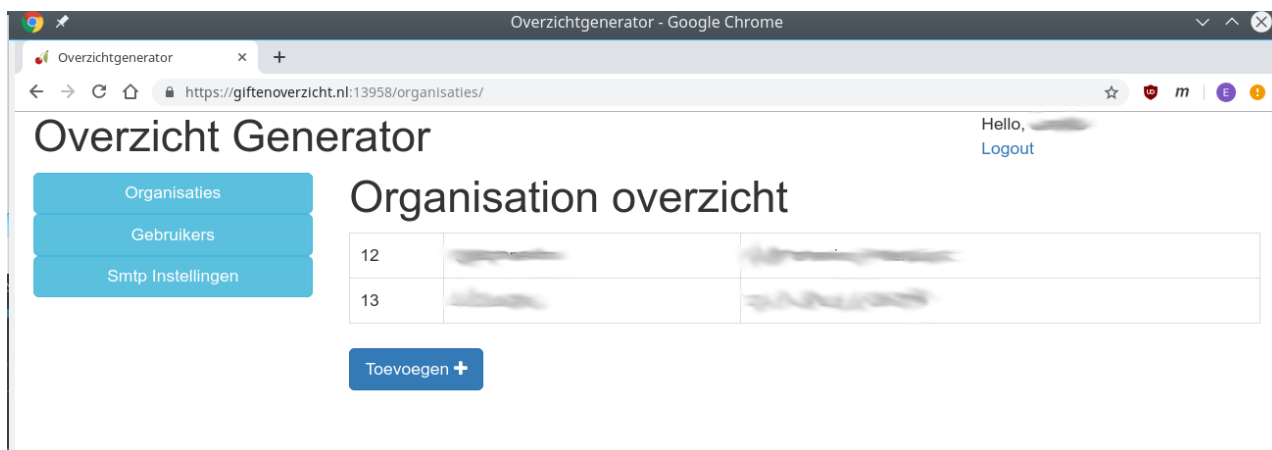 Overzichtgenerator - Google Chrome
Overzichtgenerator
https://giftenoverzicht.nl:13958/organisaties/
m
E
Overzicht Generator
Hello,
Logout
Organisaties
Gebruikers
Smtp Instellingen
Organisation overzicht
12
13
Toevoegen